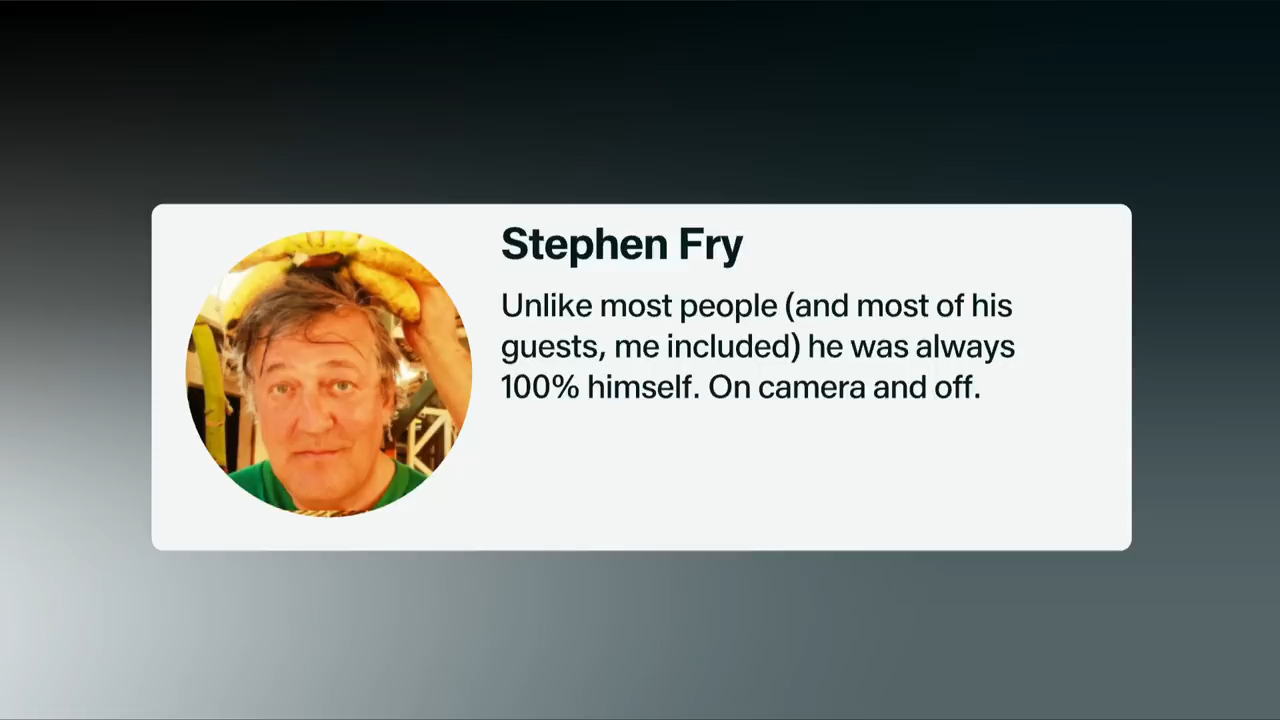 Stephen Fry
Unlike most people (and most of his
guests, me included) he was always
100% himself. On camera and off.